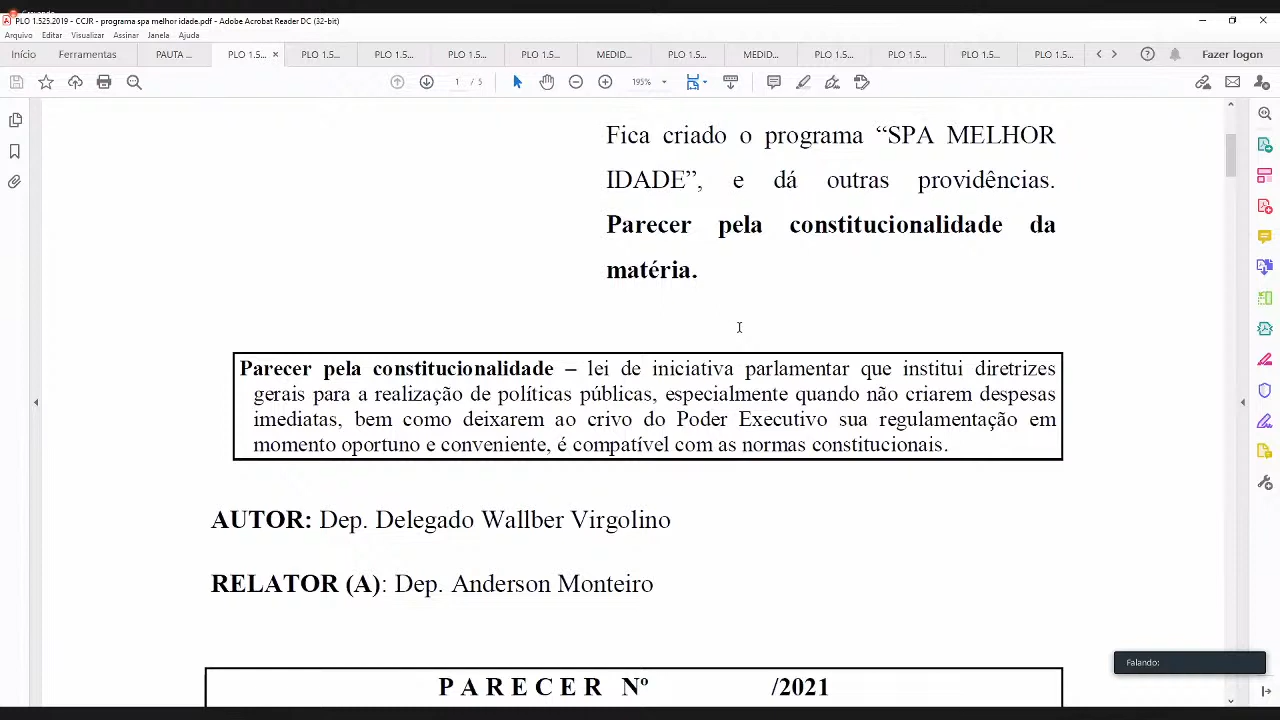 PLO 1.525.2019 - CCJR - programa spa melhor idade.pdf - Adobe Acrobat Reader DC (32-bit)
Arquivo Editar Visualizar Assinar Janela Ajuda
Início Ferramentas PAUTA ... PLO 1.5... × PLO 1.5... PLO 1.5... PLO 1.5... PLO 1.5... MEDID... PLO 1.5... MEDID... PLO 1.5... PLO 1.5... PLO 1.5... PLO 1.5... Fazer logon
1 / 5 195%
Fica criado o programa “SPA MELHOR
IDADE”, e dá outras providências.
Parecer pela constitucionalidade da
matéria.
Parecer pela constitucionalidade – lei de iniciativa parlamentar que institui diretrizes
gerais para a realização de políticas públicas, especialmente quando não criarem despesas
imediatas, bem como deixarem ao crivo do Poder Executivo sua regulamentação em
momento oportuno e conveniente, é compatível com as normas constitucionais.
AUTOR: Dep. Delegado Wallber Virgolino
RELATOR (A): Dep. Anderson Monteiro
Falando:
P A R E C E R Nº /2021